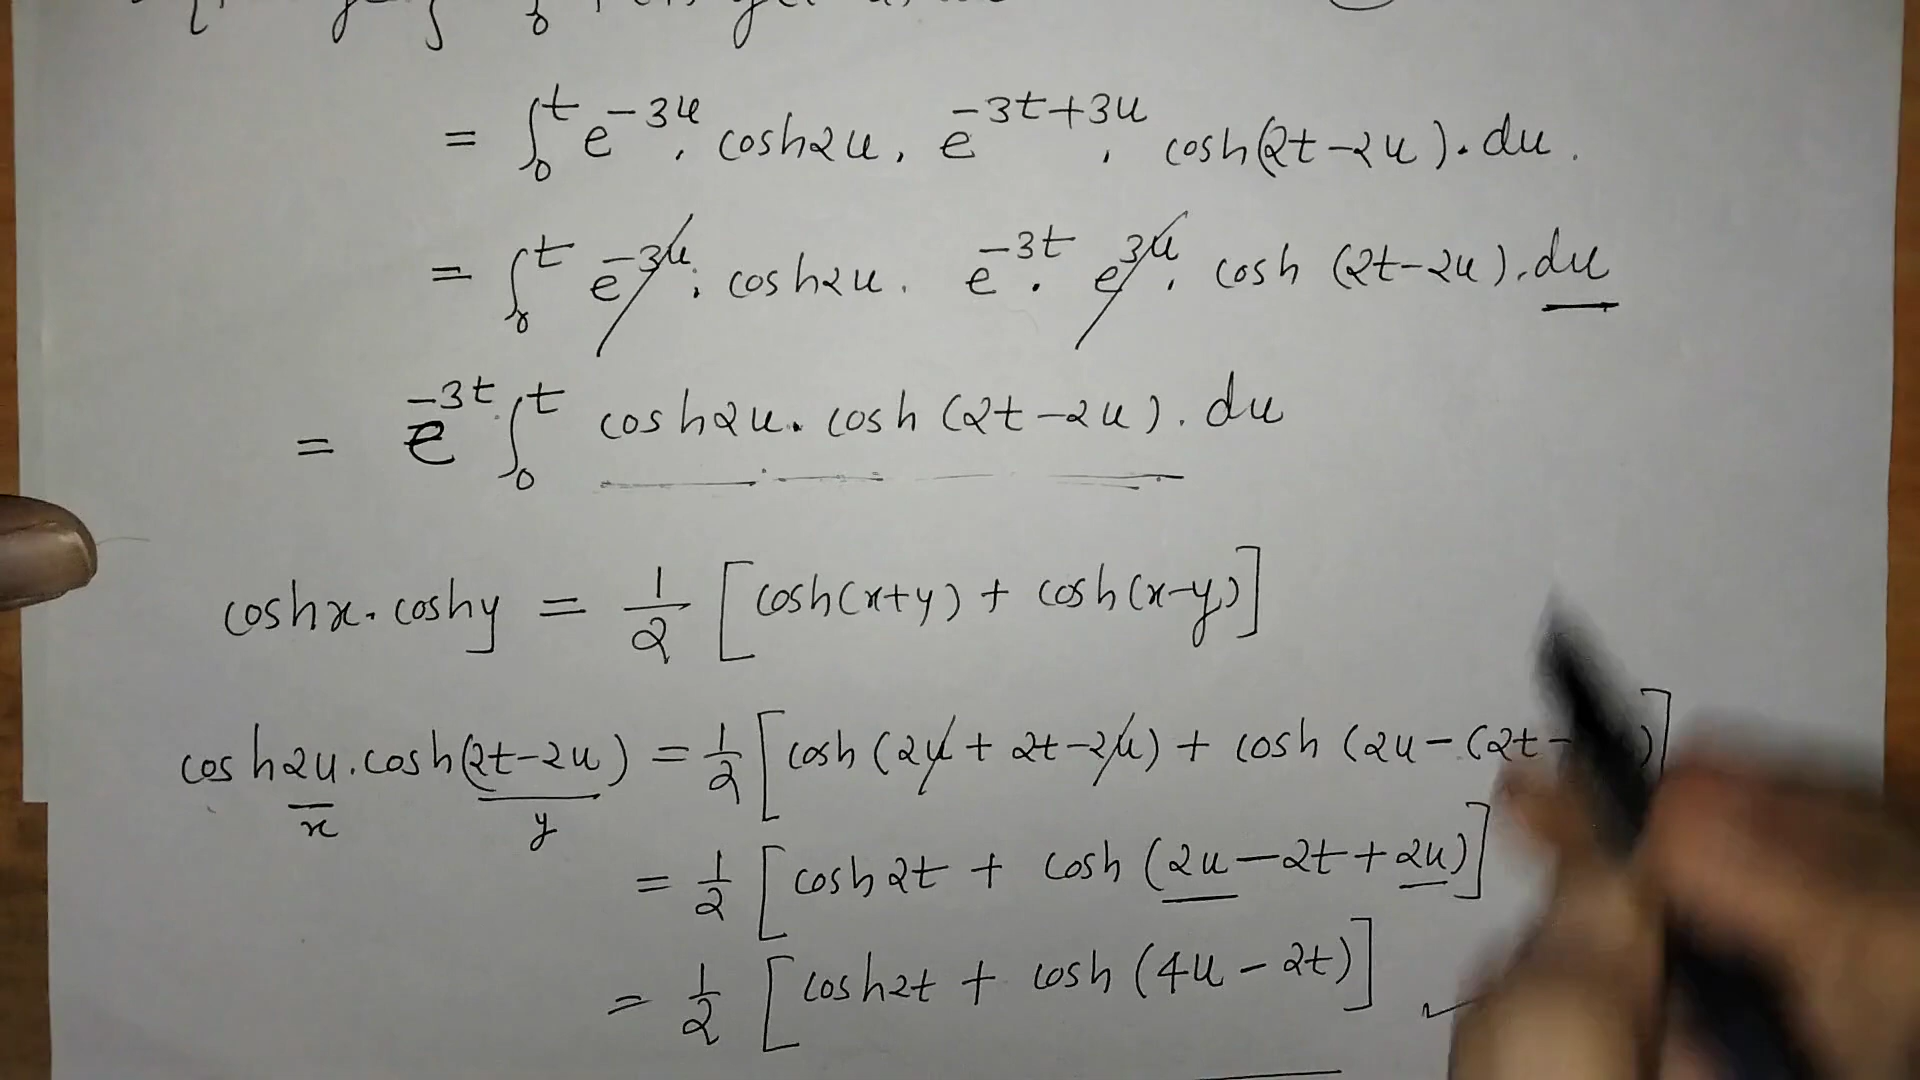 = ∫₀ᵗ e^{-3u} . cosh2u . e^{-3t+3u} . cosh(2t-2u) . du .
= ∫₀ᵗ e^{-3u} . cosh2u . e^{-3t} . e^{3u} . cosh (2t-2u) . du
= e^{-3t} ∫₀ᵗ cosh2u . cosh (2t-2u) . du
coshx . coshy = 1/2 [cosh(x+y) + cosh(x-y)]
cosh2u . cosh(2t-2u) = 1/2 [cosh (2u + 2t-2u) + cosh (2u-(2t- )]
x y
= 1/2 [cosh2t + cosh (2u-2t+2u)]
= 1/2 [cosh2t + cosh (4u-2t)]